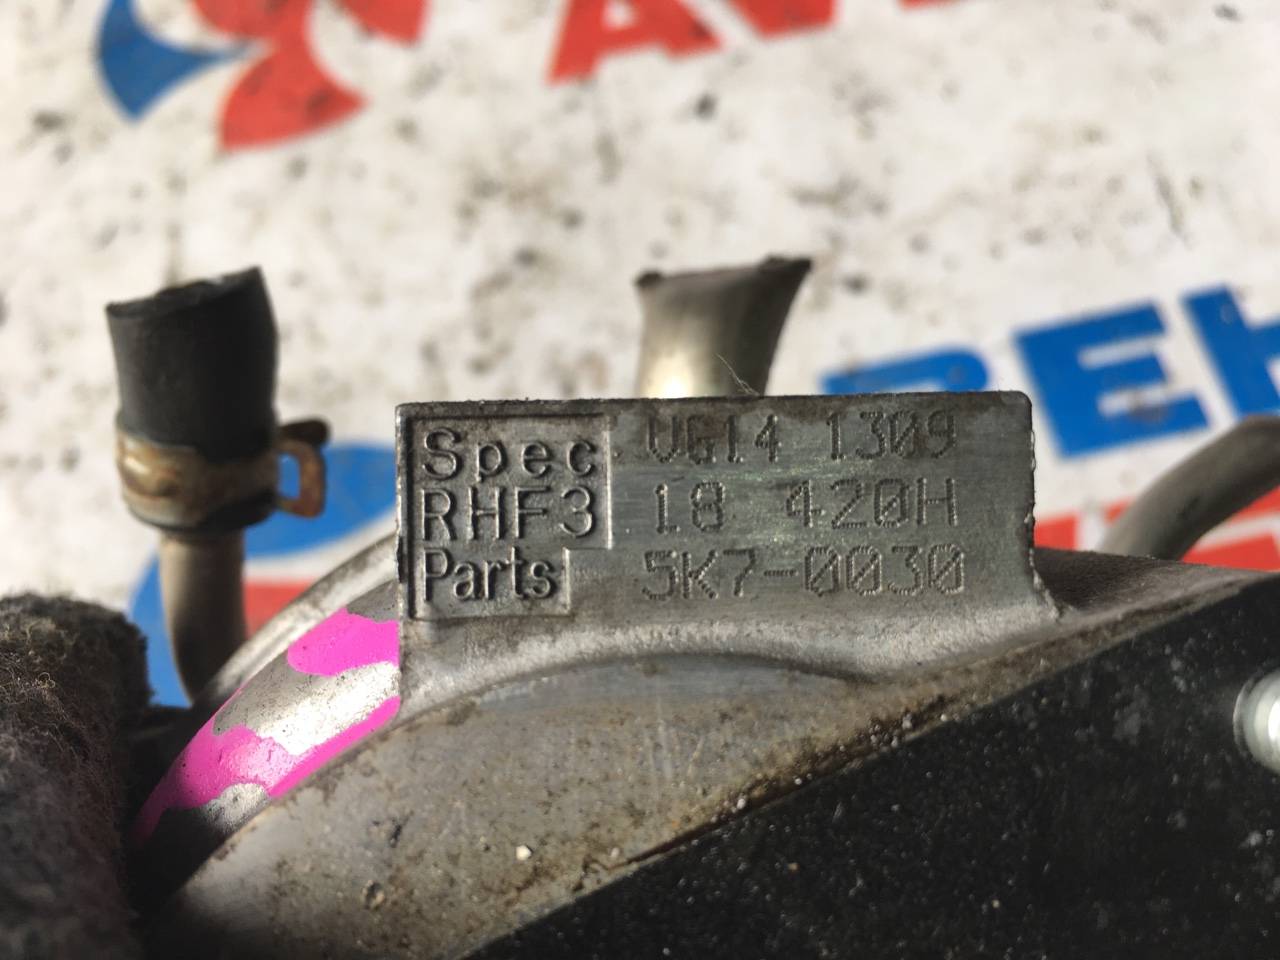 Spec VG14 1309
RHF3 18 420H
Parts 5K7-0030